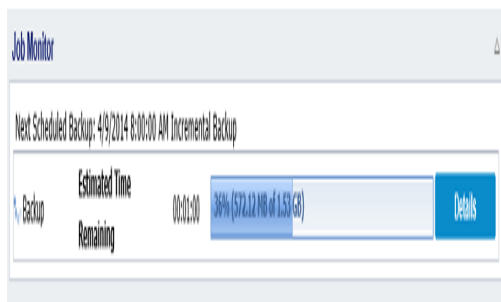 Job Monitor
Next Scheduled Backup: 4/9/2014 8:00:00 AM Incremental Backup
Backup
Estimated Time
Remaining
00:01:00
36% (572.12 MB of 1.53 GB)
Details